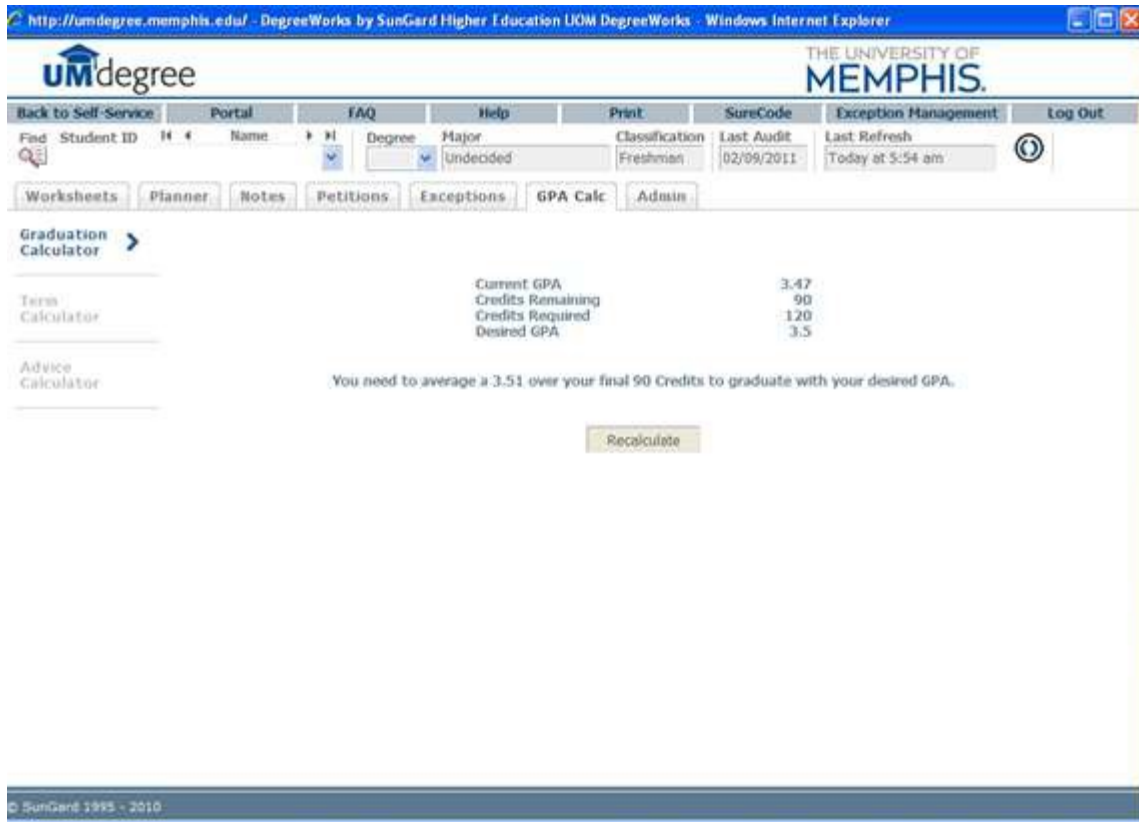 http://umdegree.memphis.edu/ - DegreeWorks by SunGard Higher Education UOM DegreeWorks - Windows Internet Explorer
UMdegree
THE UNIVERSITY OF
MEMPHIS.
Back to Self-Service Portal FAQ Help Print SureCode Exception Management Log Out
Find Student ID Name Degree Major Classification Last Audit Last Refresh
Undecided Freshman 02/09/2011 Today at 5:54 am
Worksheets Planner Notes Petitions Exceptions GPA Calc Admin
Graduation
Calculator
Current GPA 3.47
Credits Remaining 90
Credits Required 120
Desired GPA 3.5
Term
Calculator
Advice
Calculator
You need to average a 3.51 over your final 90 Credits to graduate with your desired GPA.
Recalculate
© SunGard 1995 - 2010